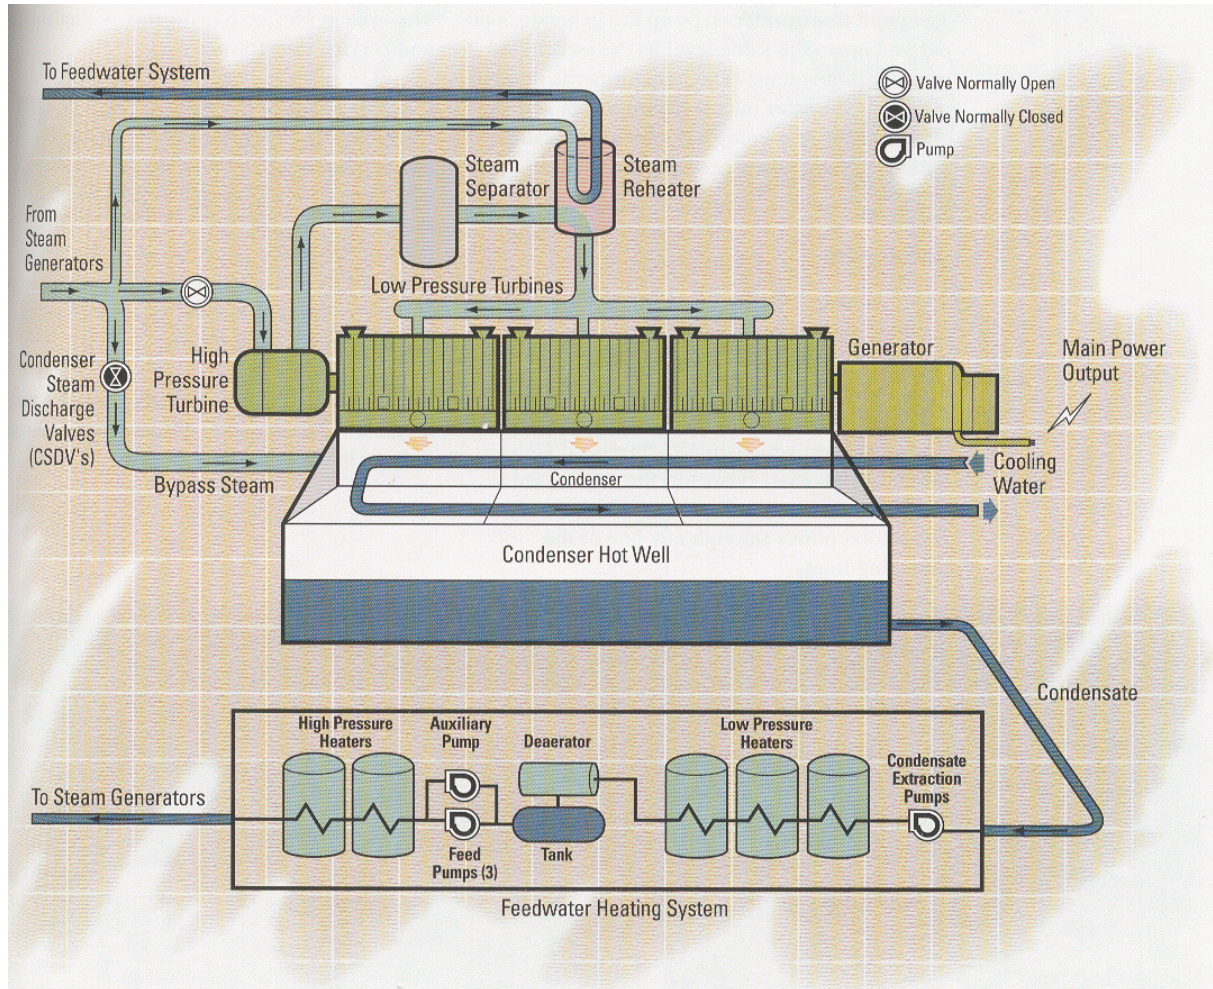 To Feedwater System
Valve Normally Open
Valve Normally Closed
Pump
Steam
Separator
Steam
Reheater
From
Steam
Generators
Low Pressure Turbines
High
Pressure
Turbine
Condenser
Steam
Discharge
Valves
(CSDV's)
Bypass Steam
Generator
Main Power
Output
Cooling
Water
Condenser
Condenser Hot Well
Condensate
High Pressure
Heaters
Auxiliary
Pump
Deaerator
Low Pressure
Heaters
Condensate
Extraction
Pumps
To Steam Generators
Feed
Pumps (3)
Tank
Feedwater Heating System